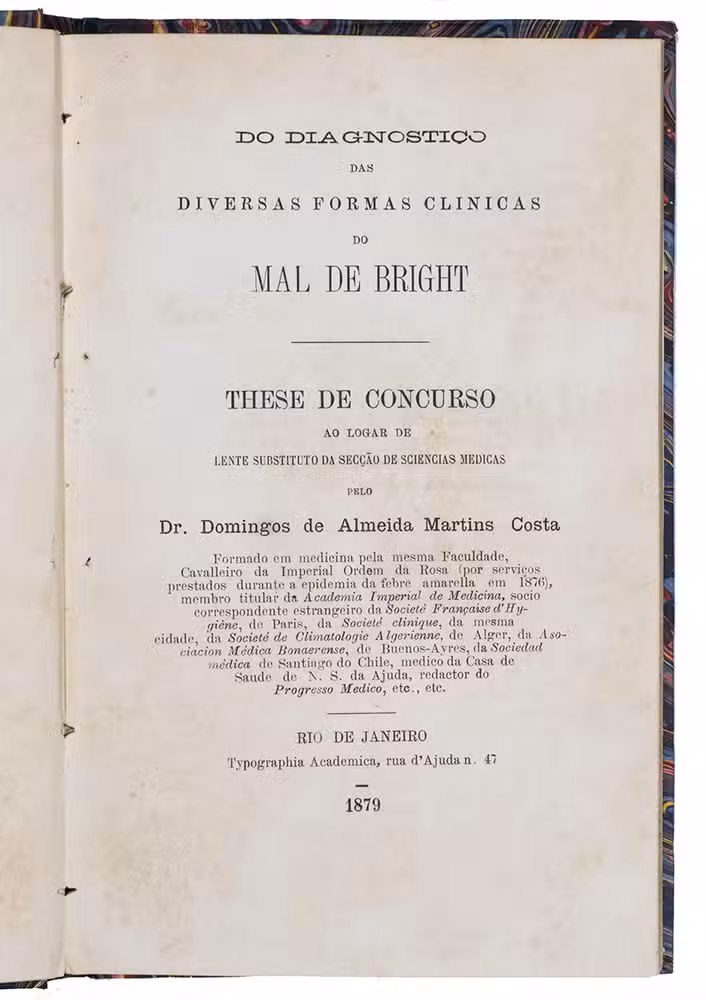 DO DIAGNOSTIÇO
DAS
DIVERSAS FORMAS CLINICAS
DO
MAL DE BRIGHT
THESE DE CONCURSO
AO LOGAR DE
LENTE SUBSTITUTO DA SECÇÃO DE SCIENCIAS MEDICAS
PELO
Dr. Domingos de Almeida Martins Costa
Formado em medicina pela mesma Faculdade,
Cavalleiro da Imperial Ordem da Rosa (por serviços
prestados durante a epidemia da febre amarella em 1876),
membro titular da Academia Imperial de Medicina, socio
correspondente estrangeiro da Societé Française d'Hy-
giène, de Paris, da Societé clinique, da mesma
cidade, da Societé de Climatologie Algerienne, de Alger, da Aso-
ciacion Médica Bonaerense, de Buenos-Ayres, da Sociedad
médica de Santiago do Chile, medico da Casa de
Saude de N. S. da Ajuda, redactor do
Progresso Medico, etc., etc.
RIO DE JANEIRO
Typographia Academica, rua d'Ajuda n. 47
1879